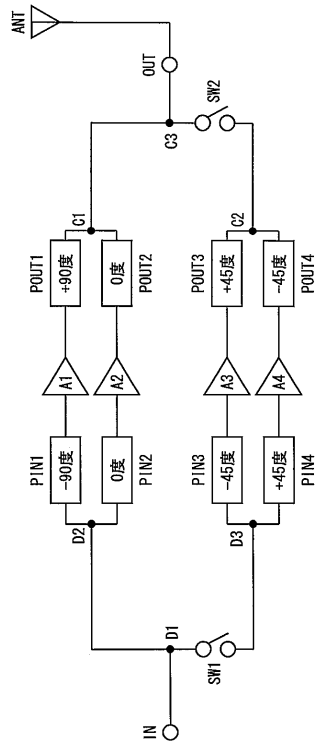 ANT
OUT
C3
SW2
C1
C2
POUT1
+90度
POUT2
0度
POUT3
+45度
POUT4
-45度
A1
A2
A3
A4
PIN1
-90度
PIN2
0度
PIN3
-45度
PIN4
+45度
D2
D3
D1
SW1
IN